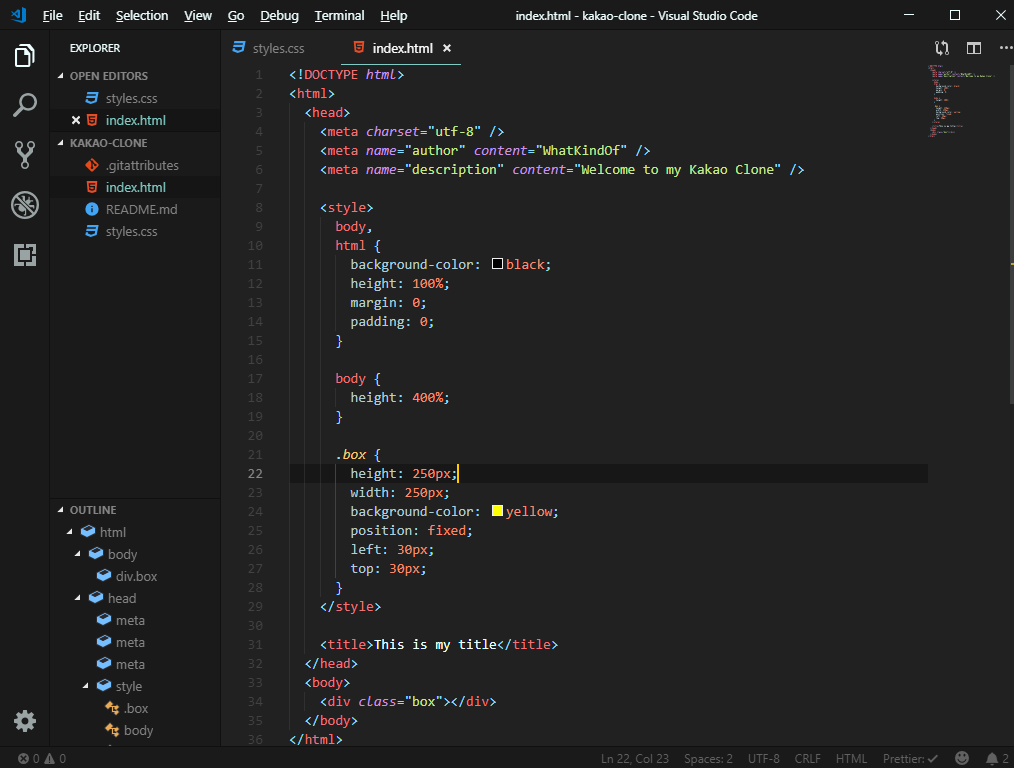 File Edit Selection View Go Debug Terminal Help index.html - kakao-clone - Visual Studio Code
EXPLORER
OPEN EDITORS
styles.css
index.html
KAKAO-CLONE
.gitattributes
index.html
README.md
styles.css
OUTLINE
html
body
div.box
head
meta
meta
meta
style
.box
body
styles.css index.html
1 <!DOCTYPE html>
2 <html>
3 <head>
4 <meta charset="utf-8" />
5 <meta name="author" content="WhatKindOf" />
6 <meta name="description" content="Welcome to my Kakao Clone" />
7
8 <style>
9 body,
10 html {
11 background-color: black;
12 height: 100%;
13 margin: 0;
14 padding: 0;
15 }
16
17 body {
18 height: 400%;
19 }
20
21 .box {
22 height: 250px;
23 width: 250px;
24 background-color: yellow;
25 position: fixed;
26 left: 30px;
27 top: 30px;
28 }
29 </style>
30
31 <title>This is my title</title>
32 </head>
33 <body>
34 <div class="box"></div>
35 </body>
36 </html>
0 0 Ln 22, Col 23 Spaces: 2 UTF-8 CRLF HTML Prettier: ✓ 2